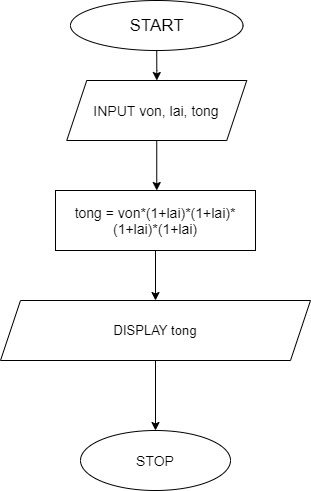 START
INPUT von, lai, tong
tong = von*(1+lai)*(1+lai)*
(1+lai)*(1+lai)
DISPLAY tong
STOP